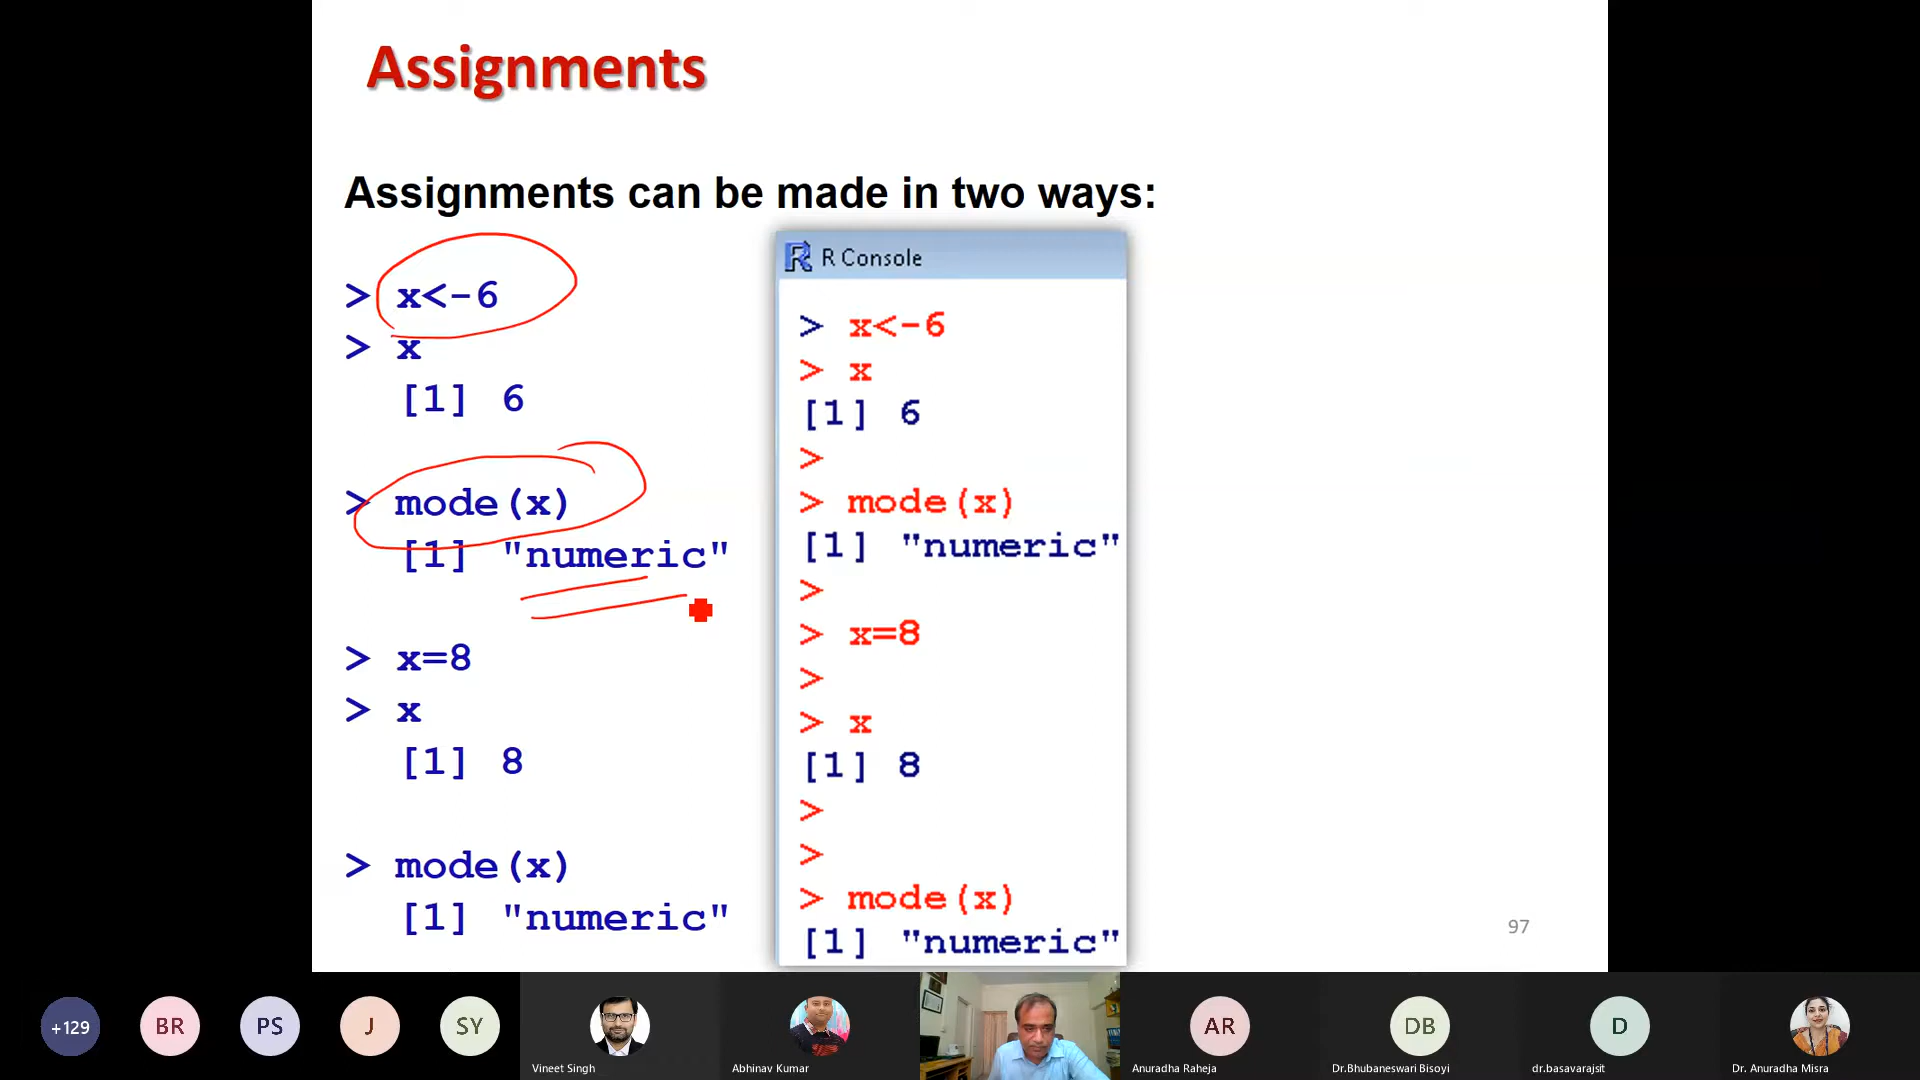 Assignments
Assignments can be made in two ways:
> x<-6
> x
[1] 6
> mode(x)
[1] "numeric"
> x=8
> x
[1] 8
> mode(x)
[1] "numeric"
R Console
> x<-6
> x
[1] 6
>
> mode(x)
[1] "numeric"
>
> x=8
>
> x
[1] 8
>
>
> mode(x)
[1] "numeric"
97
+129
BR
PS
J
SY
Vineet Singh
Abhinav Kumar
AR
Anuradha Raheja
DB
Dr.Bhubaneswari Bisoyi
D
dr.basavarajsit
Dr. Anuradha Misra